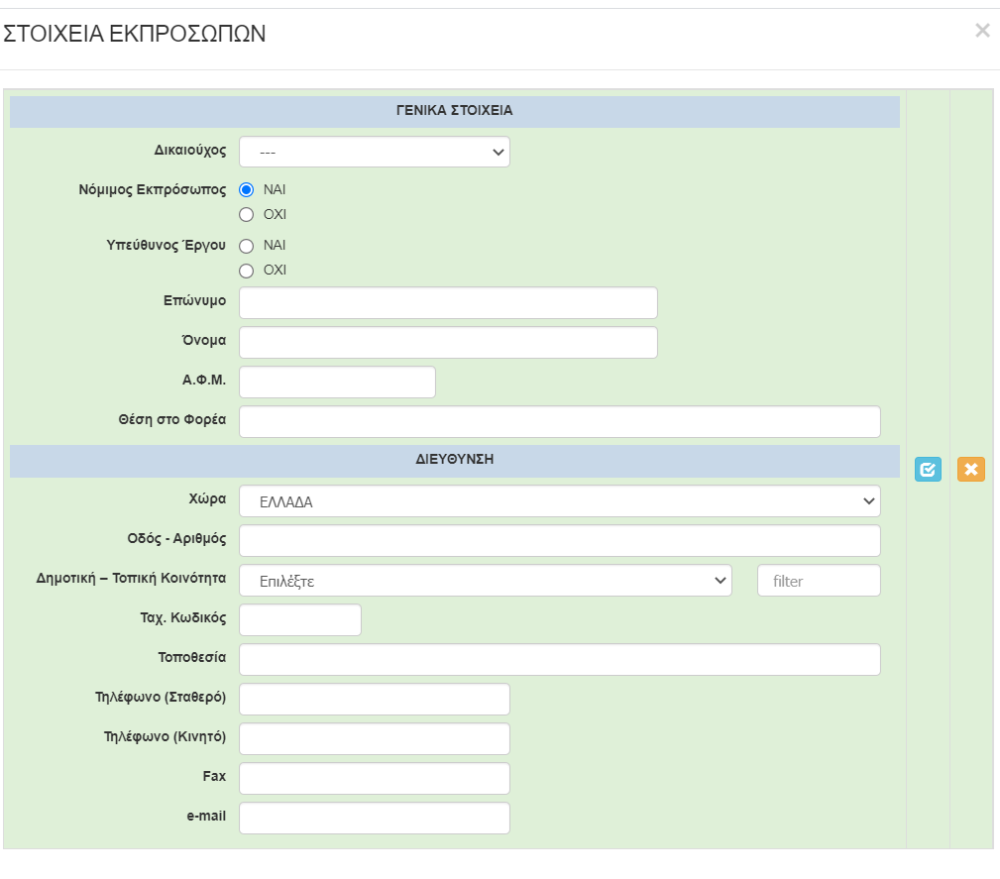 ΣΤΟΙΧΕΙΑ ΕΚΠΡΟΣΩΠΩΝ
ΓΕΝΙΚΑ ΣΤΟΙΧΕΙΑ
Δικαιούχος ---
Νόμιμος Εκπρόσωπος ΝΑΙ
ΟΧΙ
Υπεύθυνος Έργου ΝΑΙ
ΟΧΙ
Επώνυμο
Όνομα
Α.Φ.Μ.
Θέση στο Φορέα
ΔΙΕΥΘΥΝΣΗ
Χώρα ΕΛΛΑΔΑ
Οδός - Αριθμός
Δημοτική – Τοπική Κοινότητα Επιλέξτε filter
Ταχ. Κωδικός
Τοποθεσία
Τηλέφωνο (Σταθερό)
Τηλέφωνο (Κινητό)
Fax
e-mail